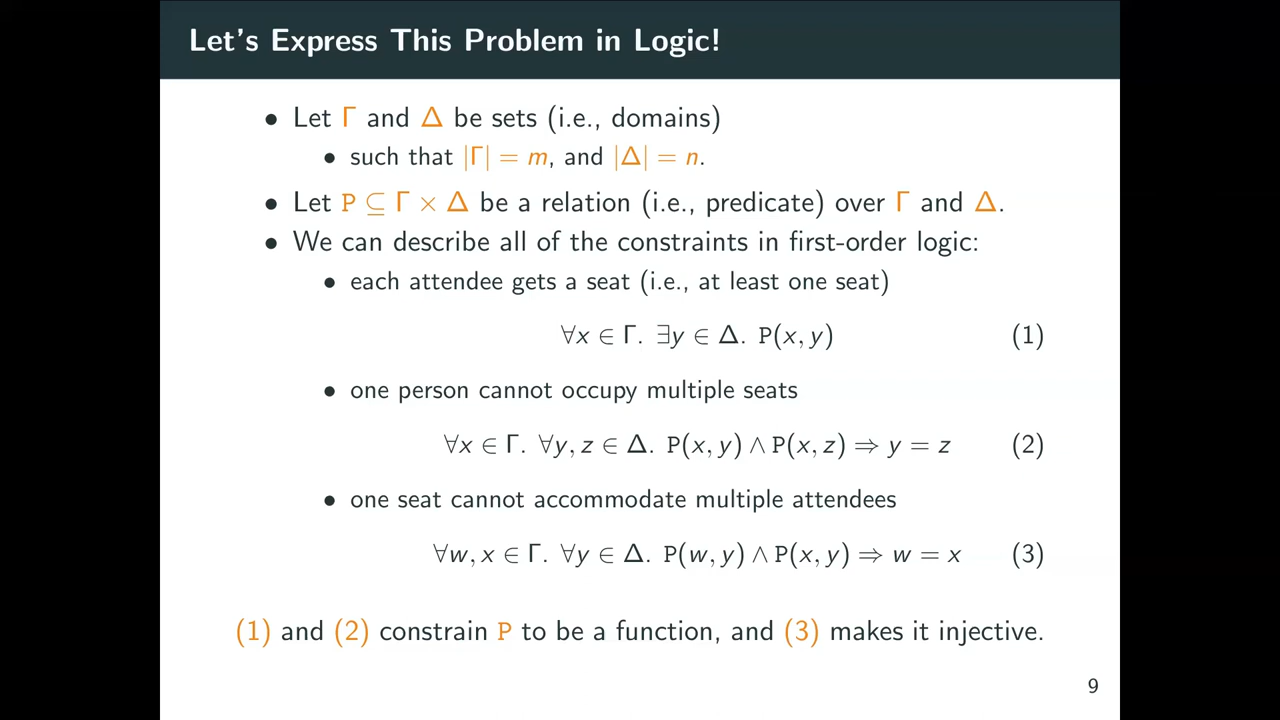 Let's Express This Problem in Logic!
• Let Γ and Δ be sets (i.e., domains)
• such that |Γ| = m, and |Δ| = n.
• Let P ⊆ Γ × Δ be a relation (i.e., predicate) over Γ and Δ.
• We can describe all of the constraints in first-order logic:
• each attendee gets a seat (i.e., at least one seat)
∀x ∈ Γ. ∃y ∈ Δ. P(x, y) (1)
• one person cannot occupy multiple seats
∀x ∈ Γ. ∀y, z ∈ Δ. P(x, y) ∧ P(x, z) ⇒ y = z (2)
• one seat cannot accommodate multiple attendees
∀w, x ∈ Γ. ∀y ∈ Δ. P(w, y) ∧ P(x, y) ⇒ w = x (3)
(1) and (2) constrain P to be a function, and (3) makes it injective.
9